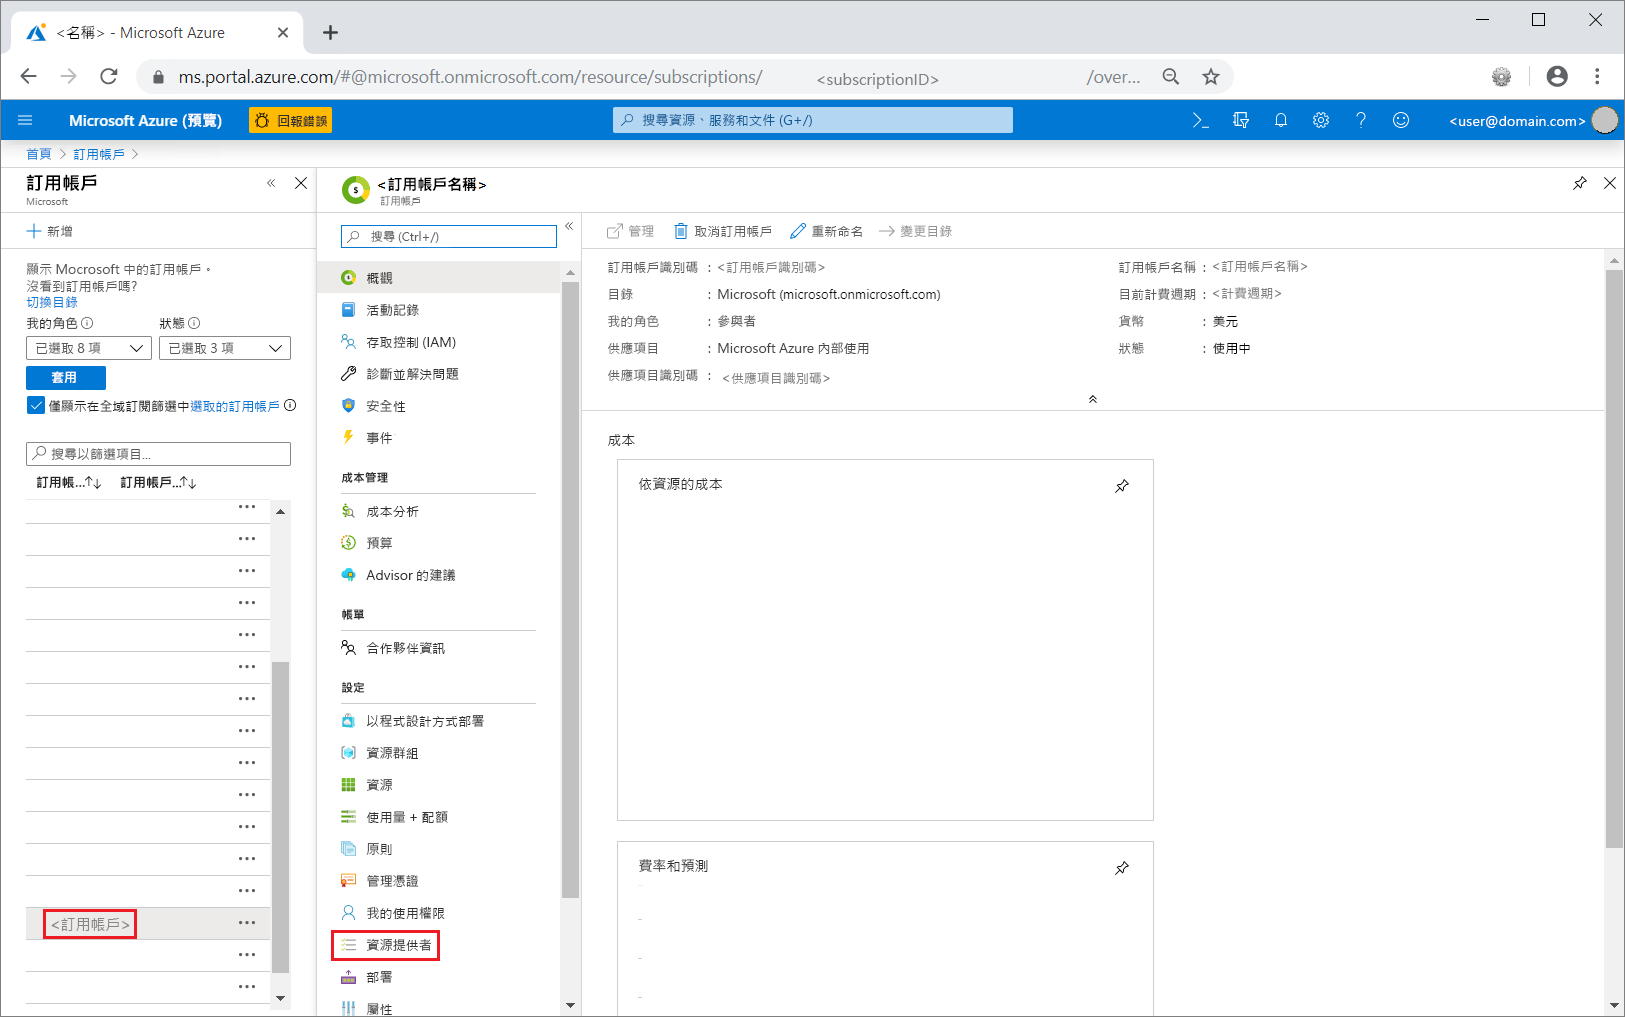 <名稱> - Microsoft Azure
ms.portal.azure.com/#@microsoft.onmicrosoft.com/resource/subscriptions/ <subscriptionID> /over...
Microsoft Azure (預覽)
回報錯誤
搜尋資源、服務和文件 (G+/)
<user@domain.com>
首頁 > 訂用帳戶 >
訂用帳戶
Microsoft
新增
顯示 Mocrosoft 中的訂用帳戶。
沒看到訂用帳戶嗎?
切換目錄
我的角色 狀態
已選取 8 項 已選取 3 項
套用
僅顯示在全域訂閱篩選中選取的訂用帳戶
搜尋以篩選項目...
訂用帳...↑↓ 訂用帳戶...↑↓
<訂用帳戶>
<訂用帳戶名稱>
訂用帳戶
搜尋 (Ctrl+/)
概觀
活動記錄
存取控制 (IAM)
診斷並解決問題
安全性
事件
成本管理
成本分析
預算
Advisor 的建議
帳單
合作夥伴資訊
設定
以程式設計方式部署
資源群組
資源
使用量 + 配額
原則
管理憑證
我的使用權限
資源提供者
部署
屬性
管理 取消訂用帳戶 重新命名 變更目錄
訂用帳戶識別碼 : <訂用帳戶識別碼>
目錄 : Microsoft (microsoft.onmicrosoft.com)
我的角色 : 參與者
供應項目 : Microsoft Azure 內部使用
供應項目識別碼 : <供應項目識別碼>
訂用帳戶名稱 : <訂用帳戶名稱>
目前計費週期 : <計費週期>
貨幣 : 美元
狀態 : 使用中
成本
依資源的成本
費率和預測